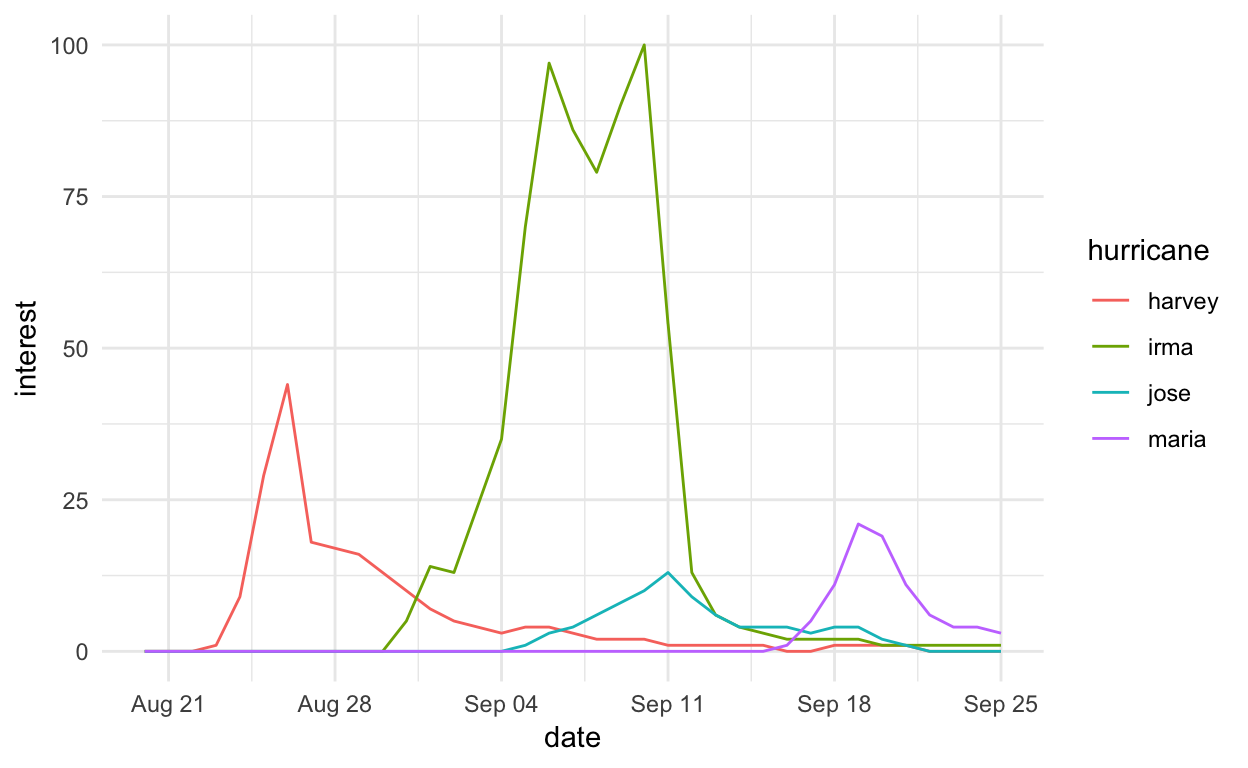 100
75
50
25
0
interest
Aug 21
Aug 28
Sep 04
Sep 11
Sep 18
Sep 25
date
hurricane
harvey
irma
jose
maria